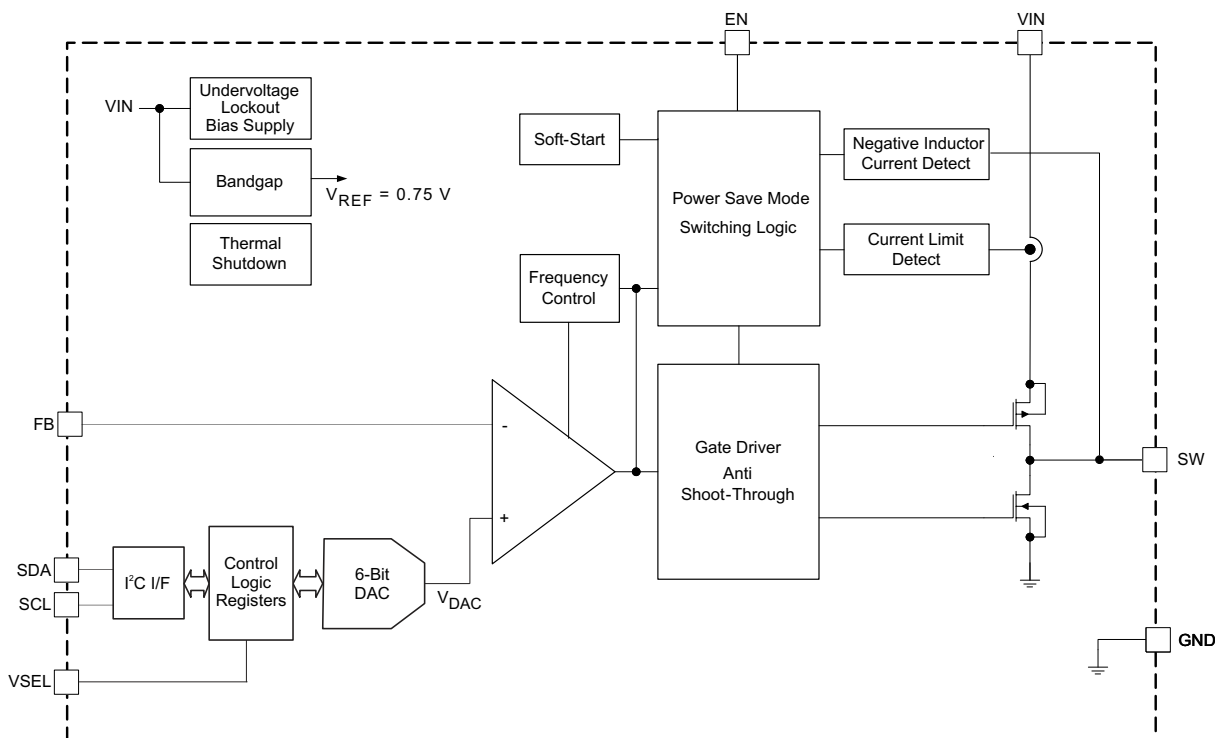 EN
VIN
VIN
Undervoltage
Lockout
Bias Supply
Bandgap
VREF = 0.75 V
Thermal
Shutdown
Soft-Start
Power Save Mode
Switching Logic
Negative Inductor
Current Detect
Current Limit
Detect
Frequency
Control
FB
-
+
Gate Driver
Anti
Shoot-Through
SW
SDA
SCL
I²C I/F
Control
Logic
Registers
6-Bit
DAC
VDAC
VSEL
GND